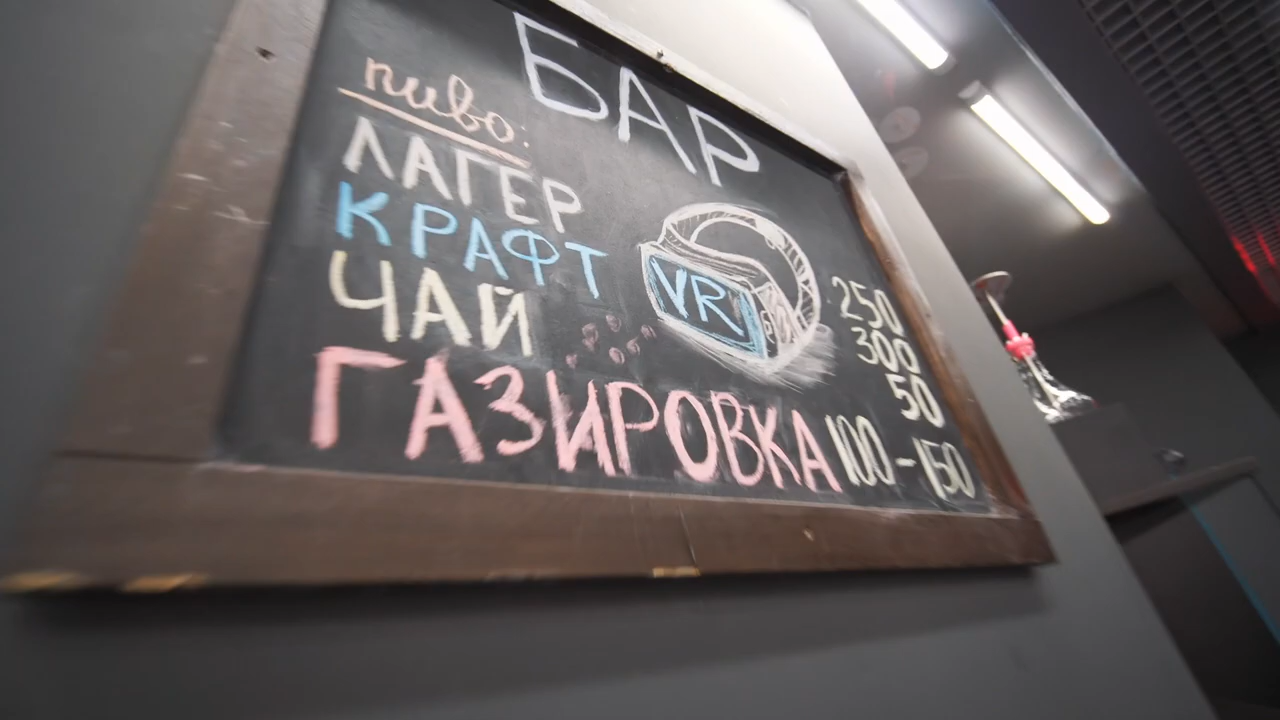 БАР
пиво:
ЛАГЕР 250
КРАФТ 300
ЧАЙ 50
ГАЗИРОВКА 100-150
VR